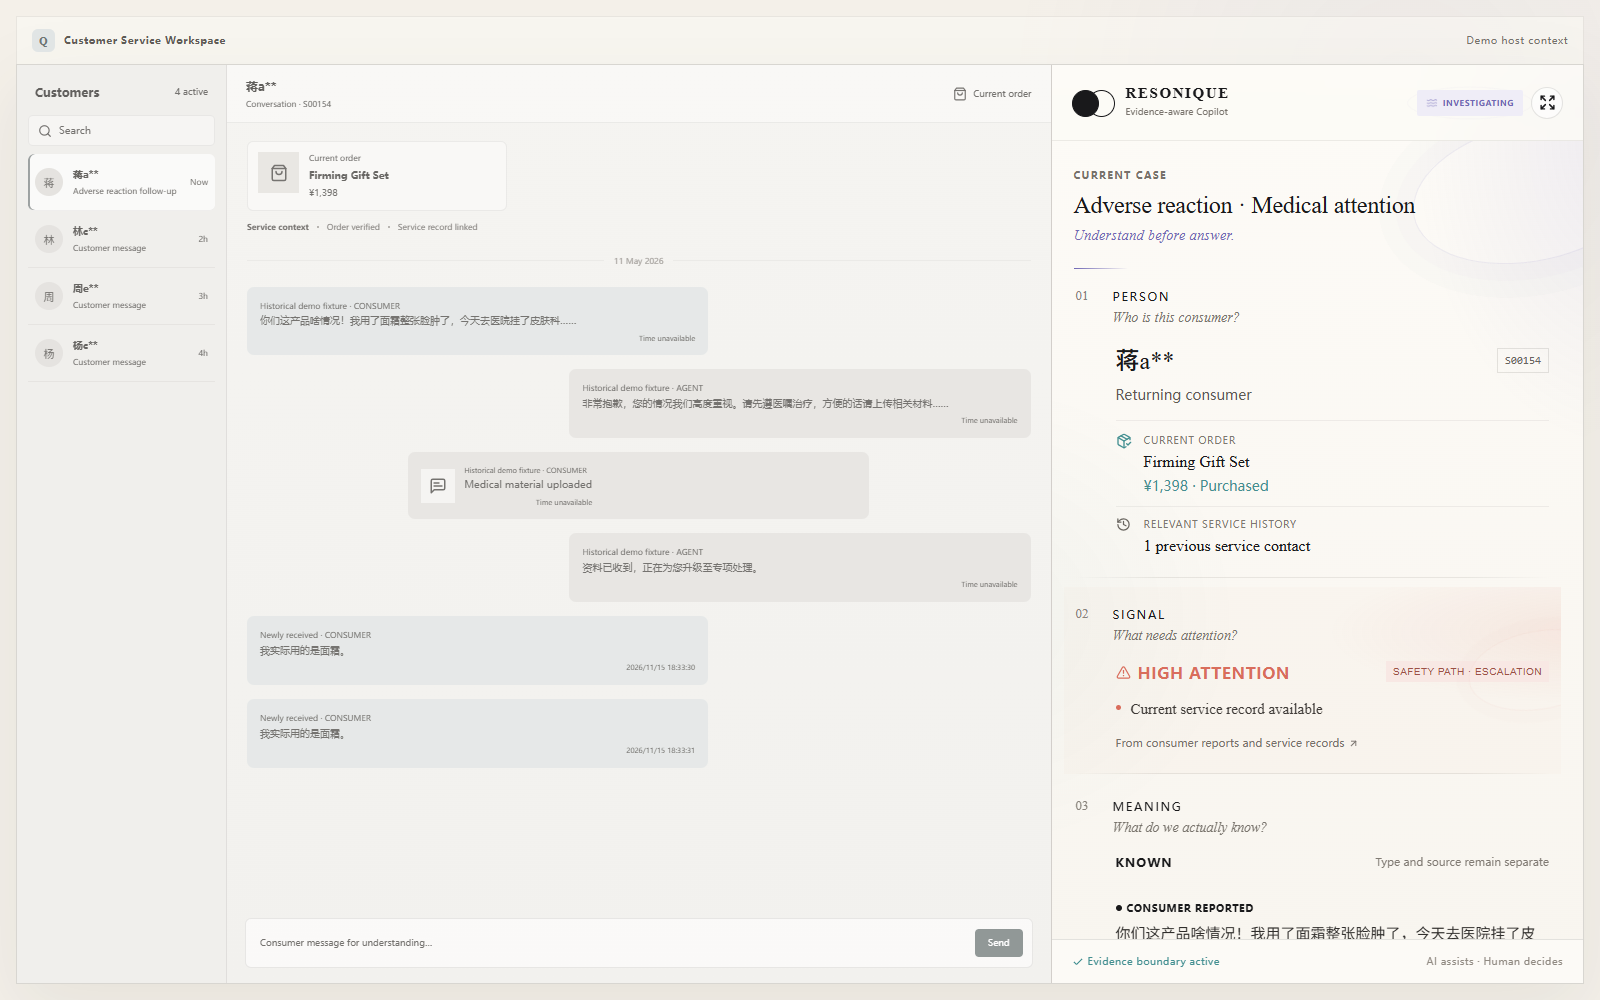 Q
Customer Service Workspace
Demo host context
Customers
4 active
Search
蒋
蒋a**
Adverse reaction follow-up
Now
林
林c**
Customer message
2h
周
周e**
Customer message
3h
杨
杨c**
Customer message
4h
蒋a**
Conversation · S00154
Current order
Current order
Firming Gift Set
¥1,398
Service context · Order verified · Service record linked
11 May 2026
Historical demo fixture · CONSUMER
你们这产品啥情况！我用了面霜整张脸肿了，今天去医院挂了皮肤科……
Time unavailable
Historical demo fixture · AGENT
非常抱歉，您的情况我们高度重视。请先遵医嘱治疗，方便的话请上传相关材料……
Time unavailable
Historical demo fixture · CONSUMER
Medical material uploaded
Time unavailable
Historical demo fixture · AGENT
资料已收到，正在为您升级至专项处理。
Time unavailable
Newly received · CONSUMER
我实际用的是面霜。
2026/11/15 18:33:30
Newly received · CONSUMER
我实际用的是面霜。
2026/11/15 18:33:31
Consumer message for understanding...
Send
RESONIQUE
Evidence-aware Copilot
INVESTIGATING
CURRENT CASE
Adverse reaction · Medical attention
Understand before answer.
01
PERSON
Who is this consumer?
蒋a**
S00154
Returning consumer
CURRENT ORDER
Firming Gift Set
¥1,398 · Purchased
RELEVANT SERVICE HISTORY
1 previous service contact
02
SIGNAL
What needs attention?
HIGH ATTENTION
SAFETY PATH · ESCALATION
Current service record available
From consumer reports and service records ↗
03
MEANING
What do we actually know?
KNOWN
Type and source remain separate
CONSUMER REPORTED
你们这产品啥情况！我用了面霜整张脸肿了，今天去医院挂了皮
Evidence boundary active
AI assists · Human decides